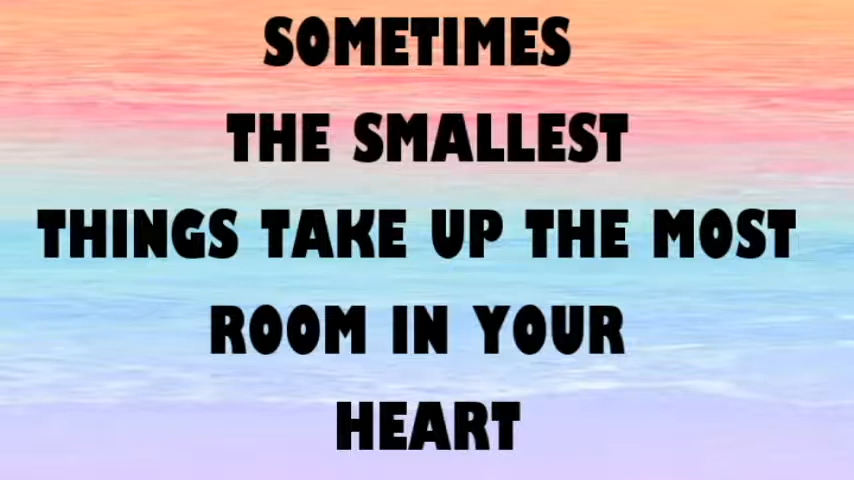 SOMETIMES
THE SMALLEST
THINGS TAKE UP THE MOST
ROOM IN YOUR
HEART